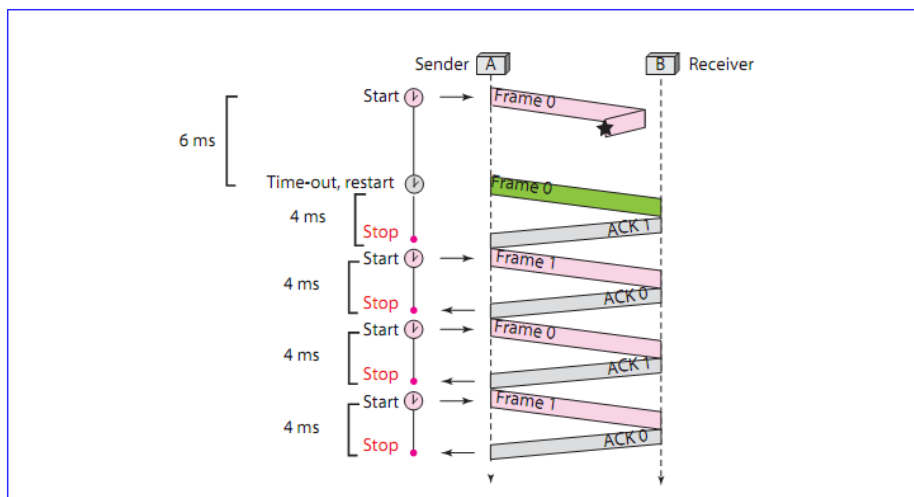 Sender A B Receiver
Start Frame 0
6 ms
Time-out, restart Frame 0
4 ms
Stop ACK 1
Start Frame 1
4 ms
Stop ACK 0
Start Frame 0
4 ms
Stop ACK 1
Start Frame 1
4 ms
Stop ACK 0